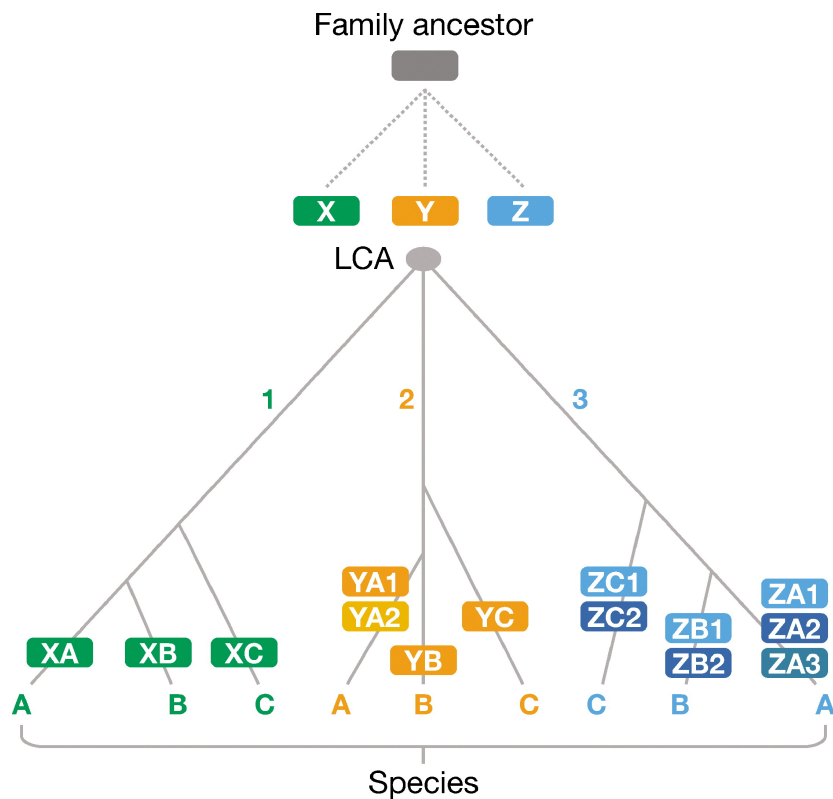 Family ancestor
X Y Z
LCA
1 2 3
YA1 ZC1 ZA1
YA2 YC ZC2 ZB1 ZA2
XA XB XC YB ZB2 ZA3
A B C A B C C B A
Species